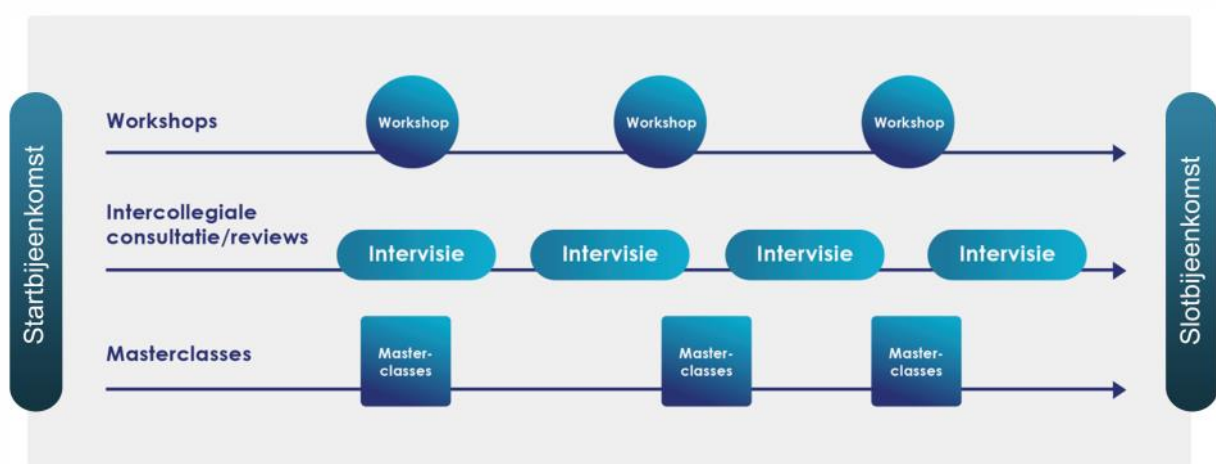 Startbijeenkomst
Workshops
Workshop
Workshop
Workshop
Intercollegiale
consultatie/reviews
Intervisie
Intervisie
Intervisie
Intervisie
Masterclasses
Master-
classes
Master-
classes
Master-
classes
Slotbijeenkomst